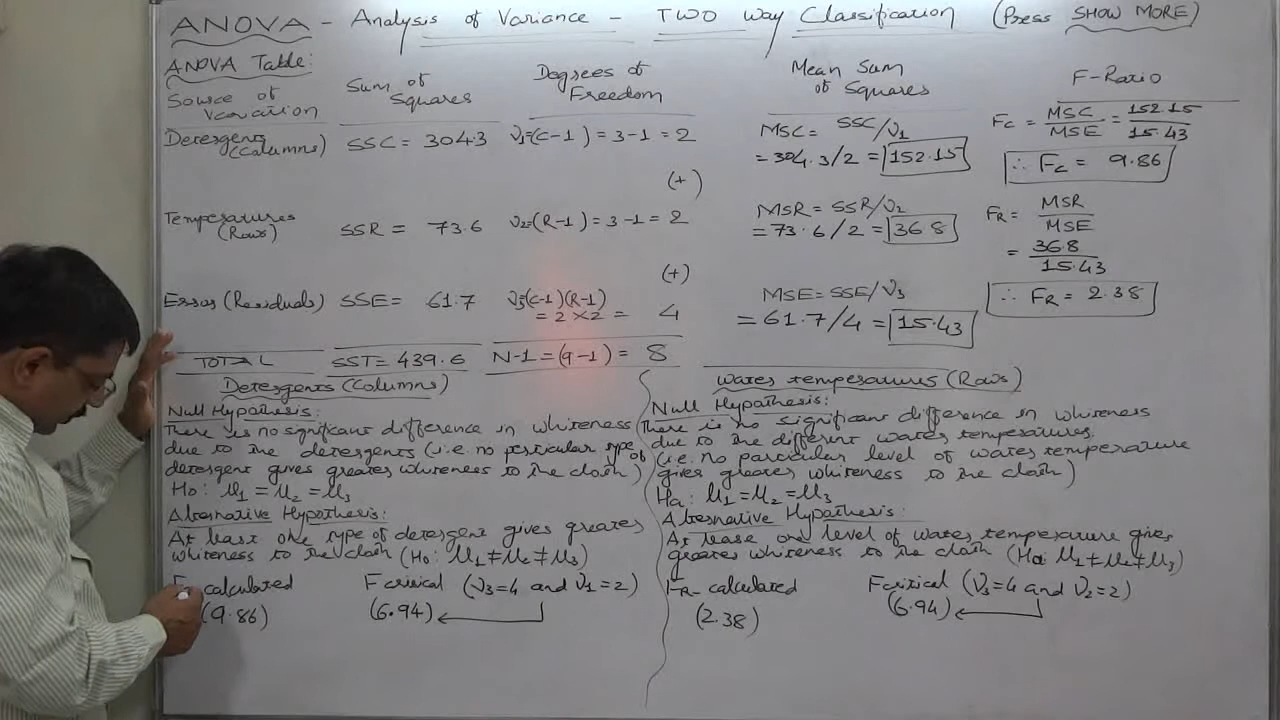 ANOVA - Analysis of Variance - TWO Way Classification (Press SHOW MORE)
ANOVA Table:
Source of Variation
Sum of Squares
Degrees of Freedom
Mean Sum of Squares
F-Ratio
Detergents (Columns)
SSC = 304.3
ν1=(C-1) = 3-1 = 2
MSC = SSC/ν1
= 304.3/2 = 152.15
Fc = MSC/MSE = 152.15/15.43
∴ Fc = 9.86
(+)
Temperatures (Rows)
SSR = 73.6
ν2=(R-1) = 3-1 = 2
MSR = SSR/ν2
= 73.6/2 = 36.8
FR = MSR/MSE
= 36.8/15.43
∴ FR = 2.38
(+)
Error (Residuals)
SSE = 61.7
ν3=(C-1)(R-1)
= 2×2 = 4
MSE = SSE/ν3
= 61.7/4 = 15.43
TOTAL
SST = 439.6
N-1 = (9-1) = 8
Detergents (Columns)
Null Hypothesis:
There is no significant difference in whiteness
due to the detergents (i.e. no perticular type of
detergent gives greater whiteness to the cloth)
Ho: μ1 = μ2 = μ3
Alternative Hypothesis:
At least one type of detergent gives greater
whiteness to the cloth (Ho: μ1 ≠ μ2 ≠ μ3)
calculated
(9.86)
F critical (ν3=4 and ν1=2)
(6.94)
Water temperatures (Rows)
Null Hypothesis:
There is no significant difference in whiteness
due to the different water temperatures.
(i.e. no parcular level of water temperature
gives greater whiteness to the cloth)
Ha: μ1 = μ2 = μ3
Alternative Hypothesis:
At lease one level of water temperature gives
greater whiteness to the cloth (Ha: μ1 ≠ μ2 ≠ μ3)
FR- calculated
(2.38)
F critical (ν3=4 and ν2=2)
(6.94)